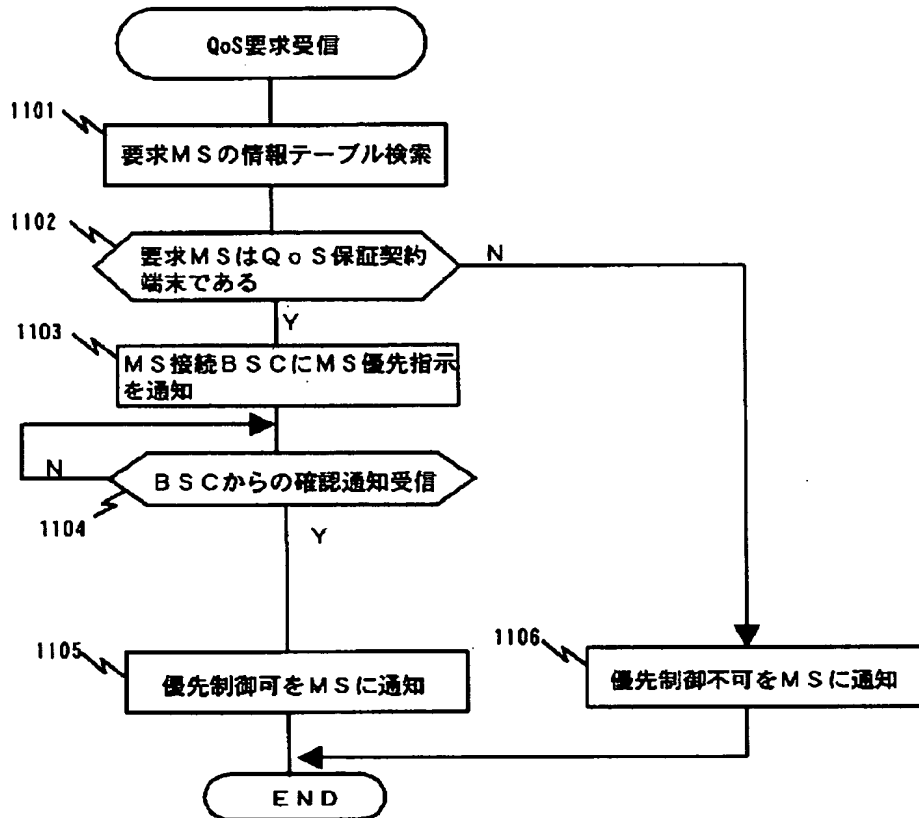 QoS要求受信
1101
要求MSの情報テーブル検索
1102
要求MSはQoS保証契約
端末である
N
Y
1103
MS接続BSCにMS優先指示
を通知
N
BSCからの確認通知受信
1104
Y
1105
優先制御可をMSに通知
1106
優先制御不可をMSに通知
END